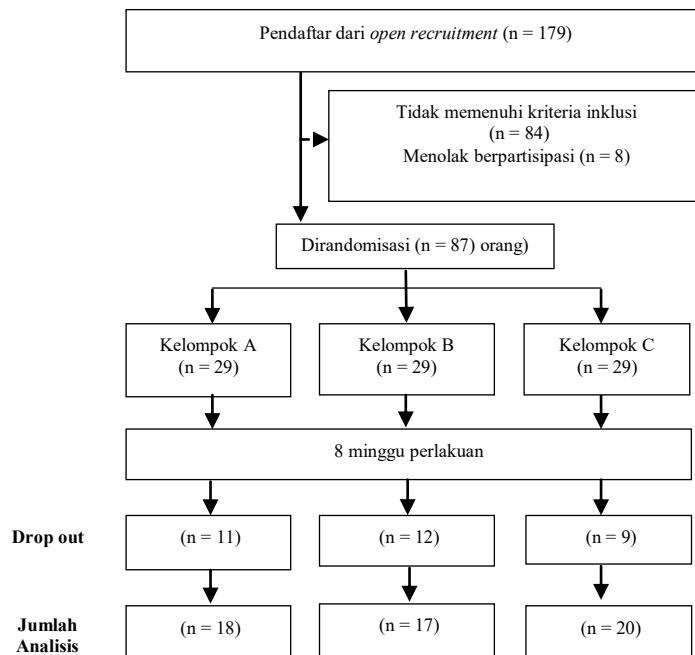 Pendaftar dari open recruitment (n = 179)
Tidak memenuhi kriteria inklusi
(n = 84)
Menolak berpartisipasi (n = 8)
Dirandomisasi (n = 87) orang)
Kelompok A
(n = 29)
Kelompok B
(n = 29)
Kelompok C
(n = 29)
8 minggu perlakuan
Drop out
(n = 11)
(n = 12)
(n = 9)
Jumlah
Analisis
(n = 18)
(n = 17)
(n = 20)